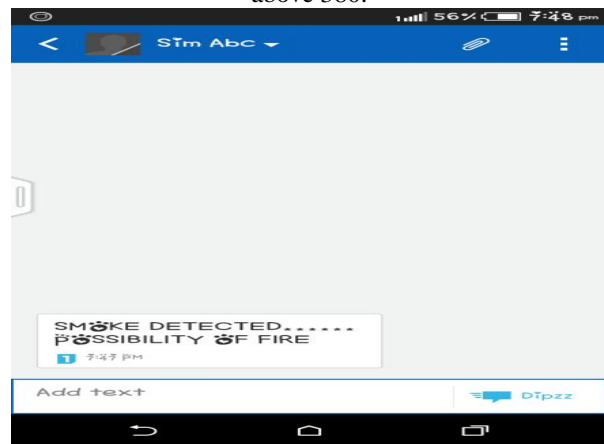 above 500.
56% 7:48 pm
Sim Abc
SMOKE DETECTED......
POSSIBILITY OF FIRE
1 7:47 PM
Add text
Dipzz